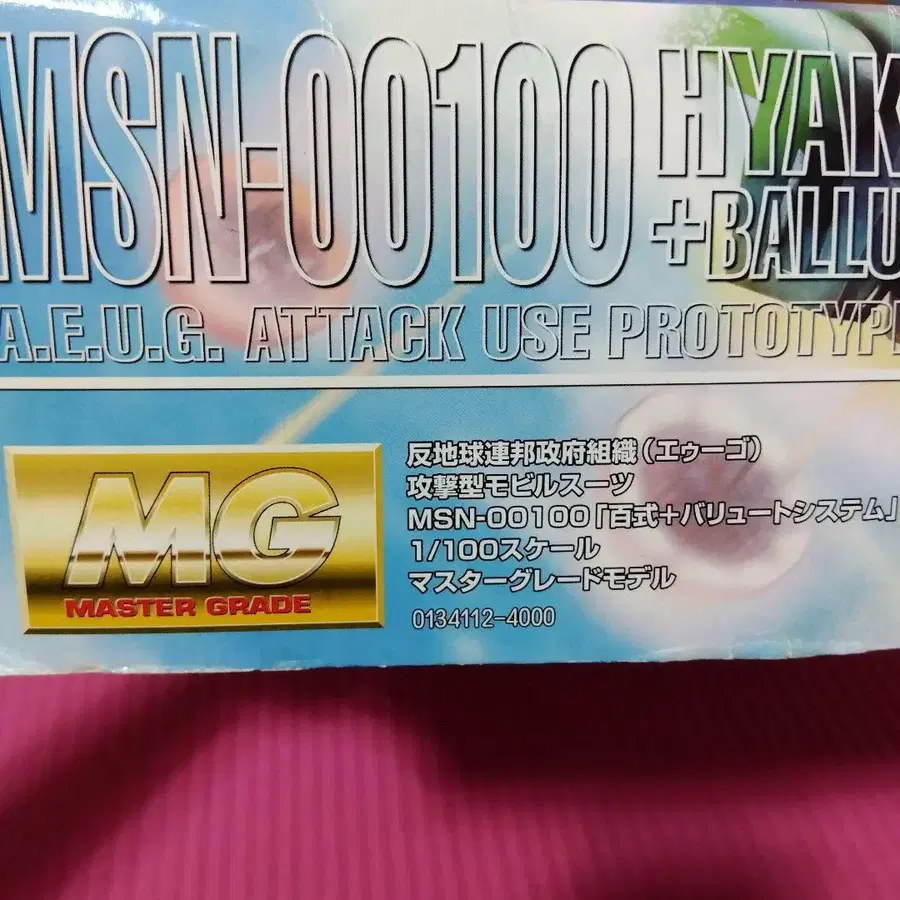 MSN-00100 HYAK
+BALLU
A.E.U.G. ATTACK USE PROTOTYPE
MG
MASTER GRADE
反地球連邦政府組織(エゥーゴ)
攻撃型モビルスーツ
MSN-00100「百式+バリュートシステム」
1/100スケール
マスターグレードモデル
0134112-4000